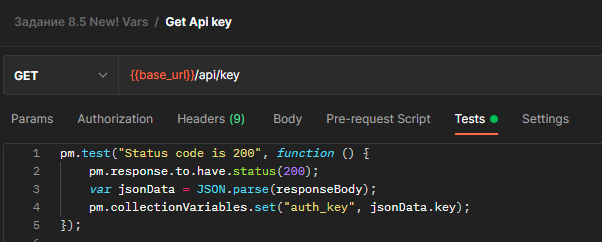 Задание 8.5 New! Vars / Get Api key
GET {{base_url}}/api/key
Params Authorization Headers (9) Body Pre-request Script Tests Settings
1 pm.test("Status code is 200", function () {
2 pm.response.to.have.status(200);
3 var jsonData = JSON.parse(responseBody);
4 pm.collectionVariables.set("auth_key", jsonData.key);
5 });